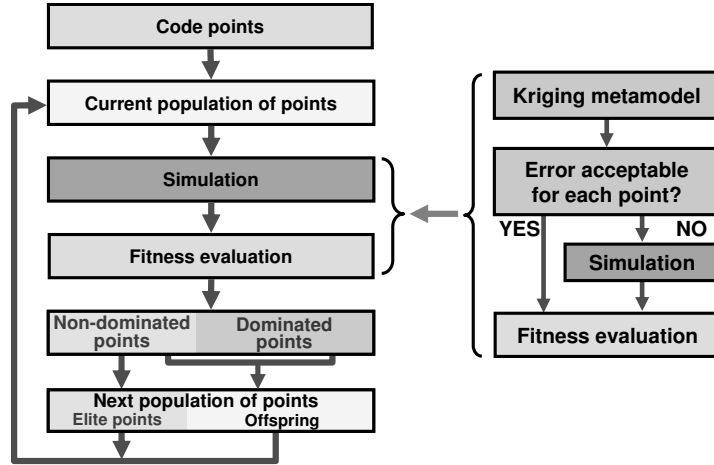 Code points
Current population of points
Simulation
Fitness evaluation
Non-dominated
points
Dominated
points
Next population of points
Elite points
Offspring
Kriging metamodel
Error acceptable
for each point?
YES
NO
Simulation
Fitness evaluation